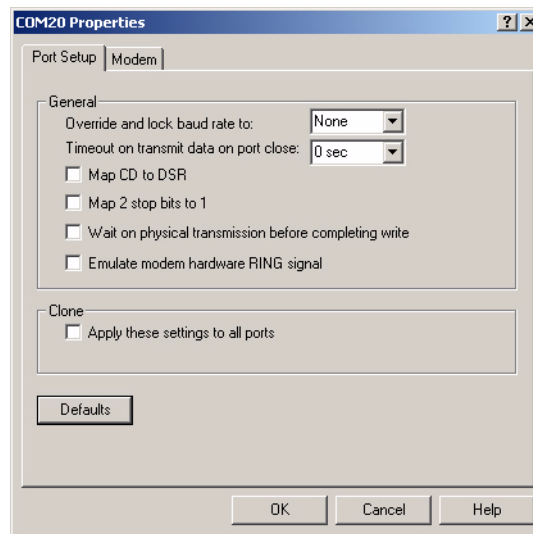 COM20 Properties
Port Setup Modem
General
Override and lock baud rate to: None
Timeout on transmit data on port close: 0 sec
Map CD to DSR
Map 2 stop bits to 1
Wait on physical transmission before completing write
Emulate modem hardware RING signal
Clone
Apply these settings to all ports
Defaults
OK Cancel Help